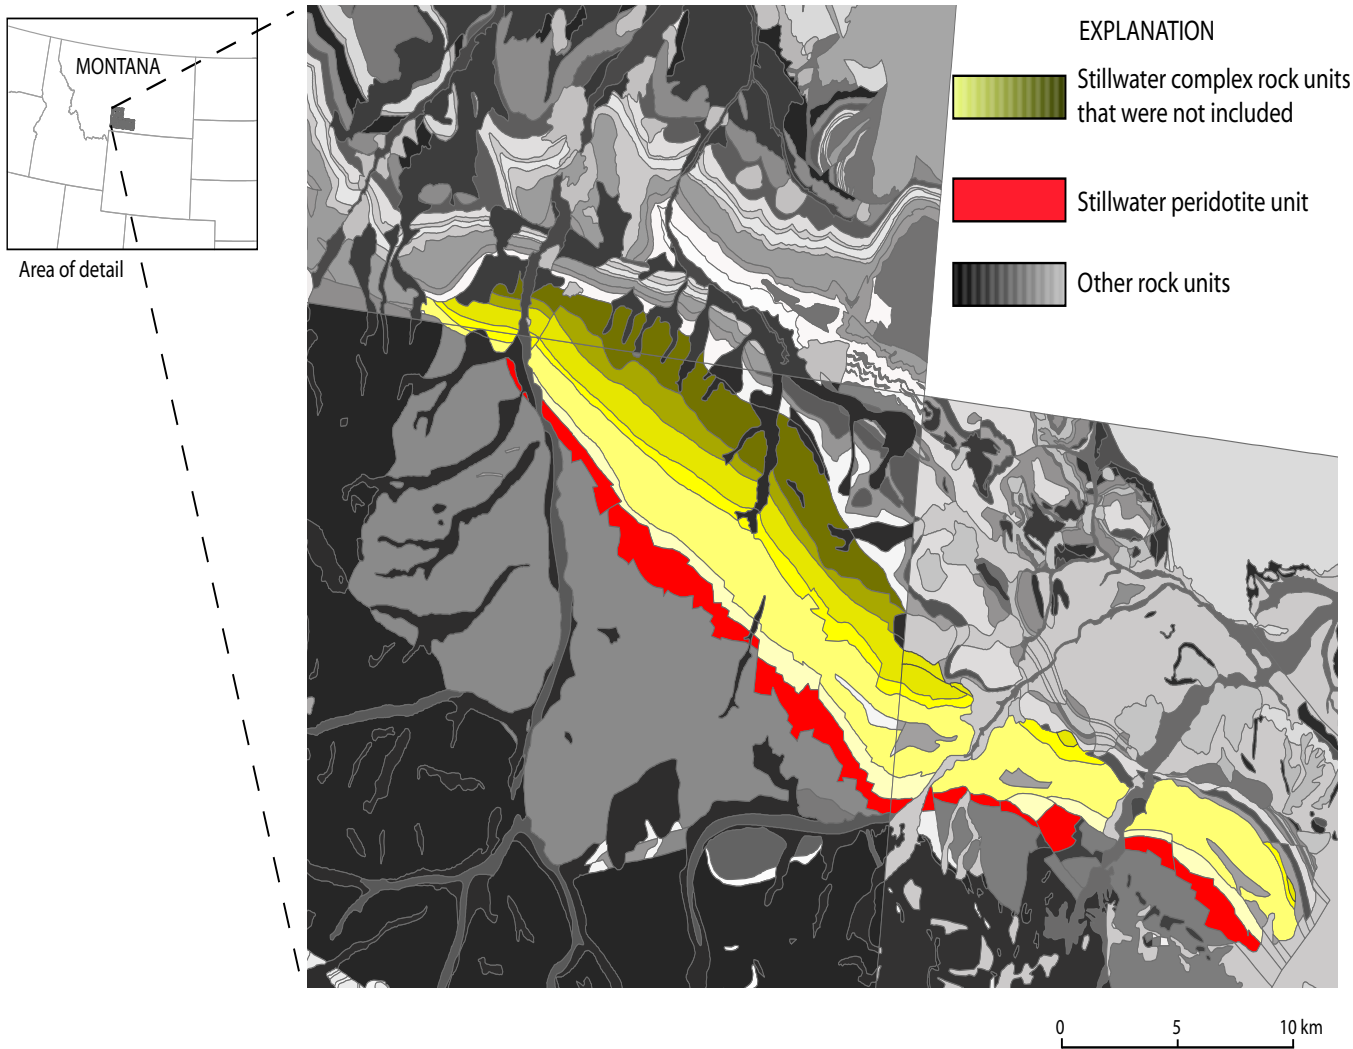 MONTANA
Area of detail
EXPLANATION
Stillwater complex rock units
that were not included
Stillwater peridotite unit
Other rock units
0 5 10 km